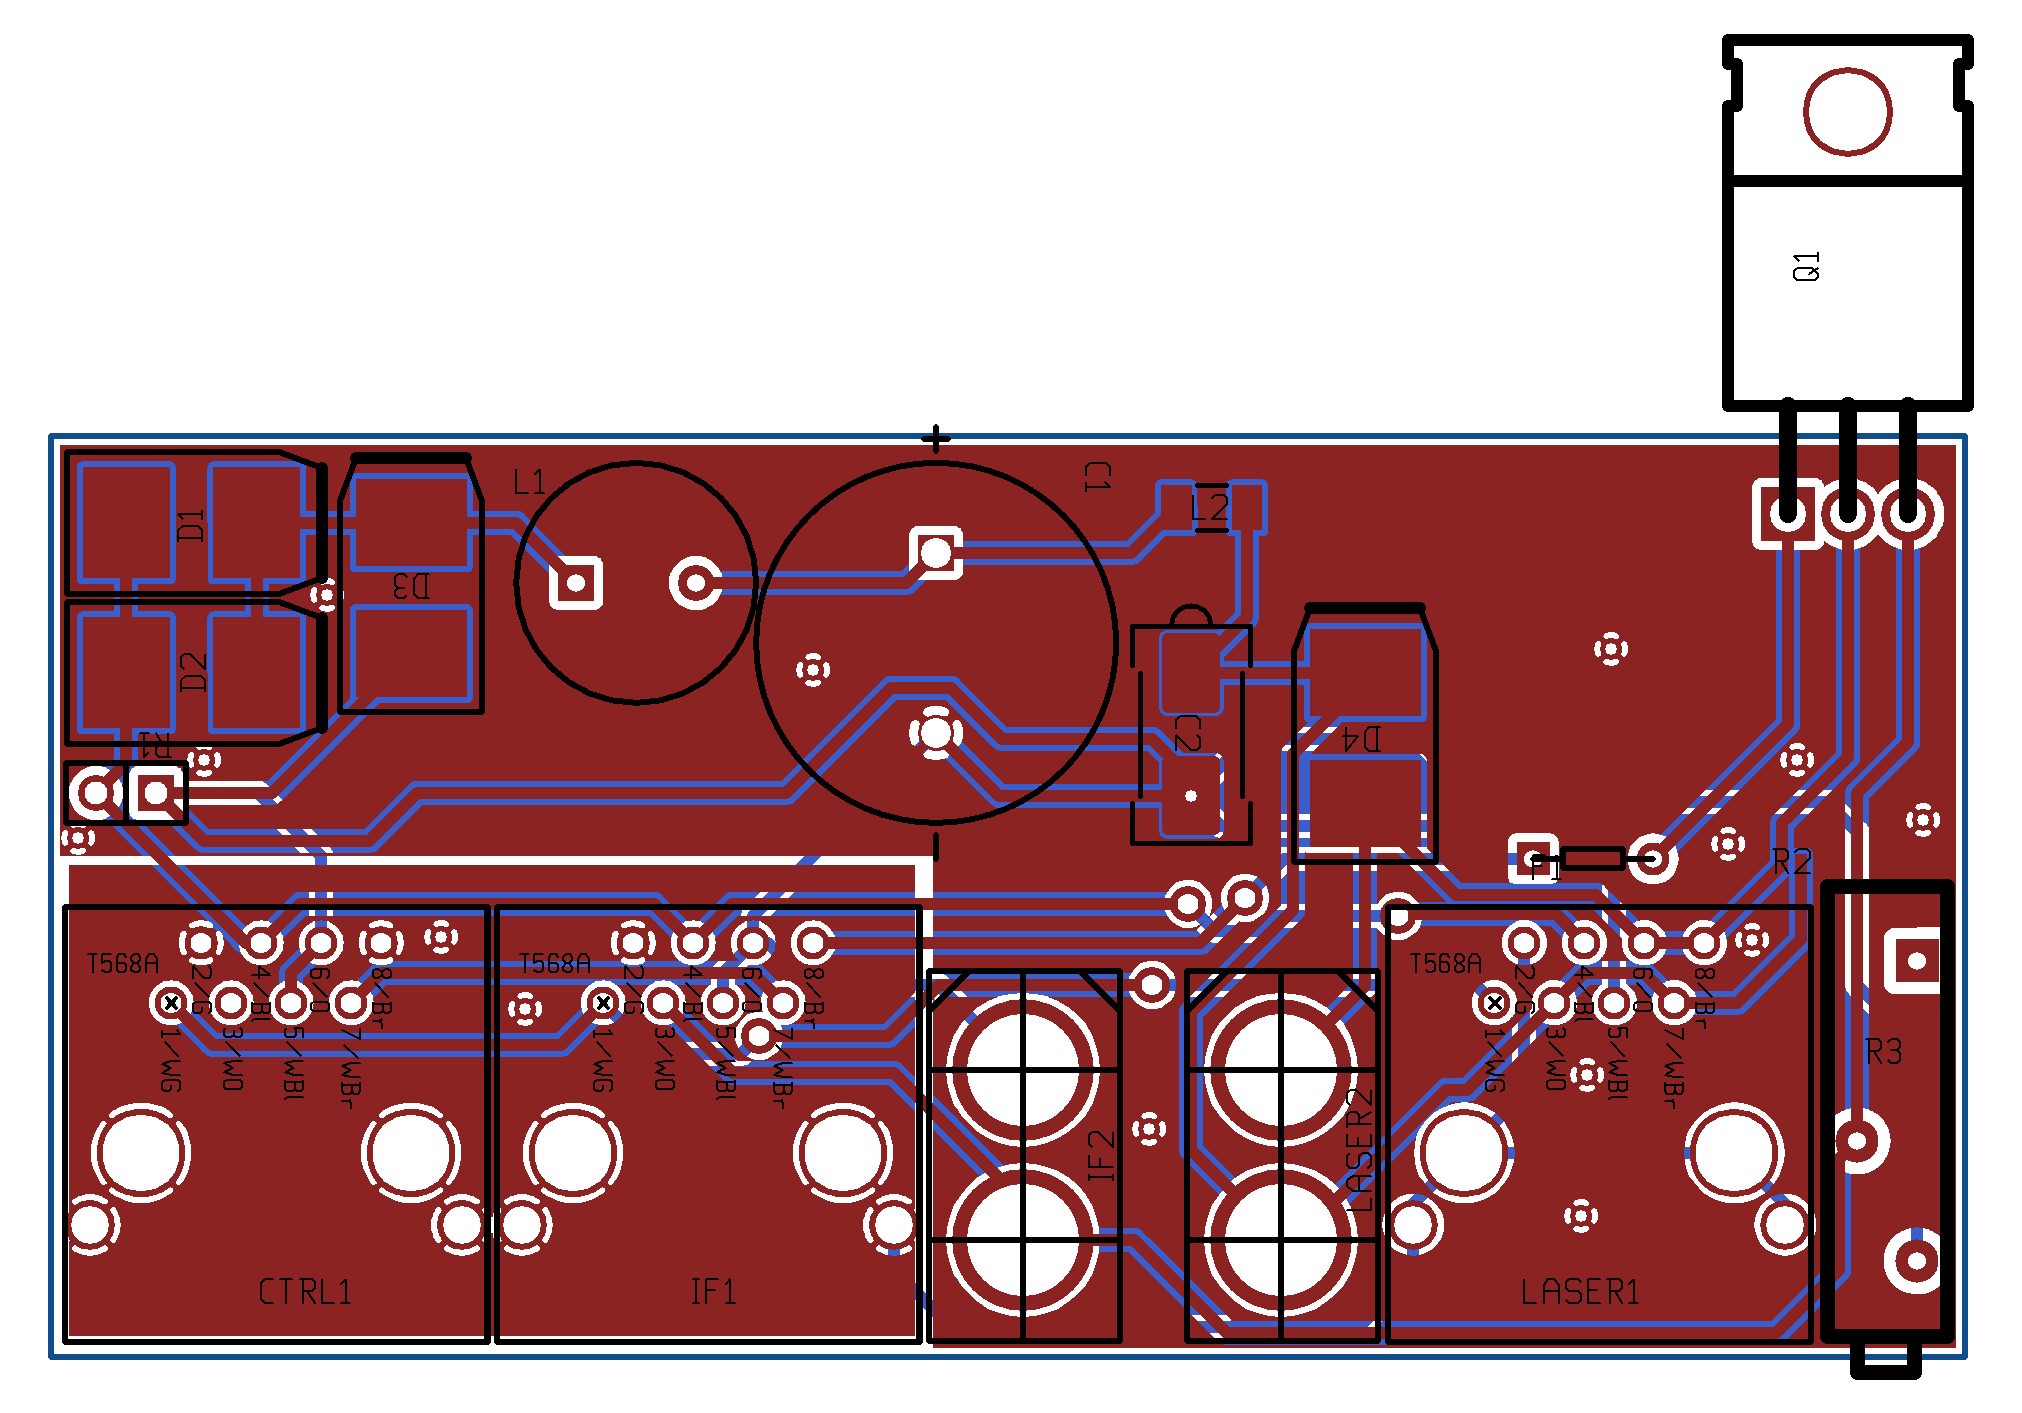 Q1
+
C1
L1
L2
D1
D3
D2
C2
D4
R1
-
F1
R2
T568A
2/G
4/Bl
6/O
8/Br
1/WG
3/WO
5/WBl
7/WBr
CTRL1
T568A
2/G
4/Bl
6/O
8/Br
1/WG
3/WO
5/WBl
7/WBr
IF1
IF2
LASER2
T568A
2/G
4/Bl
6/O
8/Br
1/WG
3/WO
5/WBl
7/WBr
LASER1
R3